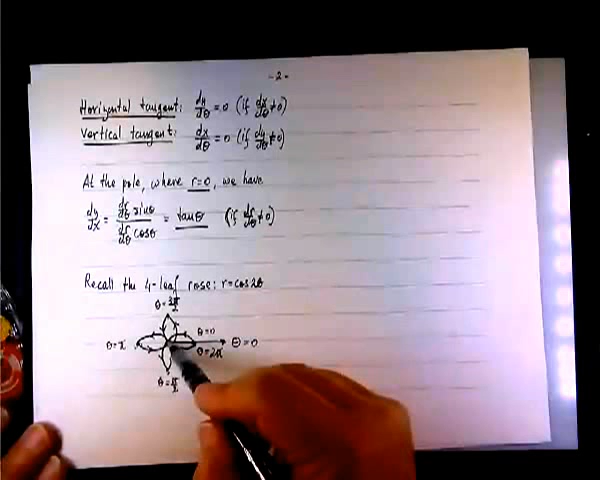 -2-
Horizontal tangent: dy/dθ = 0 (if dx/dθ ≠ 0)
Vertical tangent: dx/dθ = 0 (if dy/dθ ≠ 0)
At the pole, where r=0, we have
dy/dx = (dr/dθ sinθ)/(dr/dθ cosθ) = tanθ (if dr/dθ ≠ 0)
Recall the 4-leaf rose: r=cos2θ
θ=3π/2
θ=0
θ=π
θ=0
θ=2π
θ=π/2